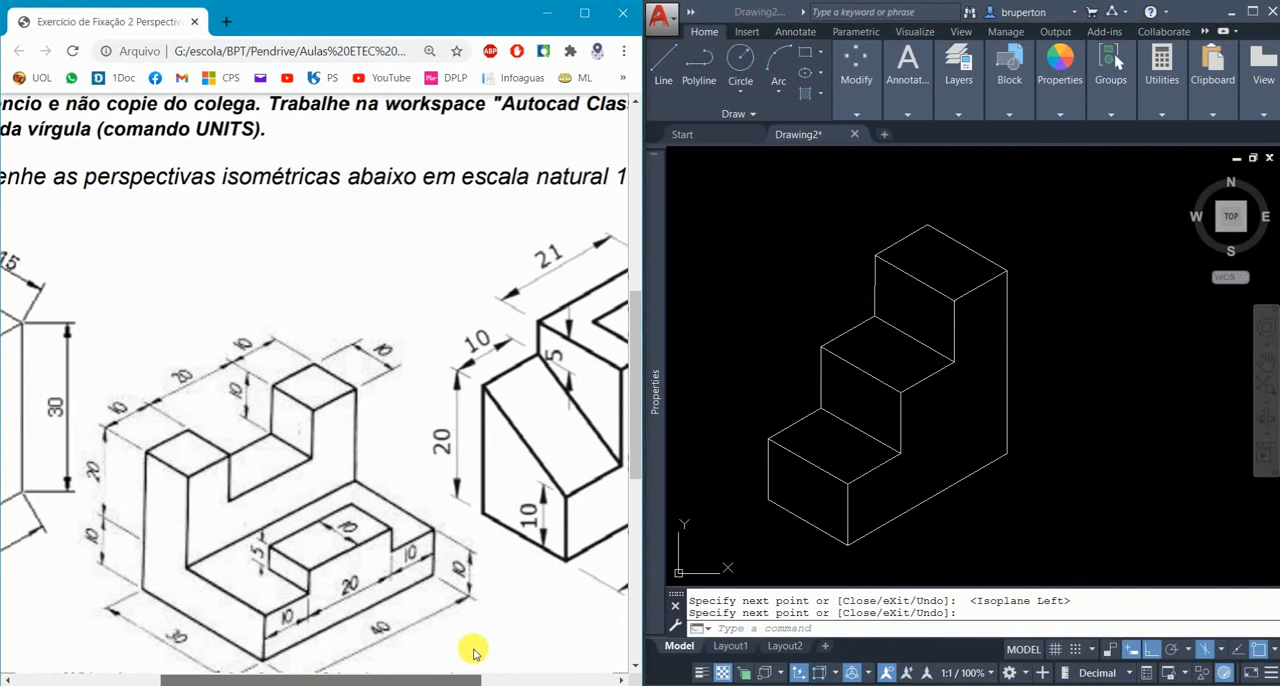 Exercício de Fixação 2 Perspectiv
Arquivo | G:/escola/BPT/Pendrive/Aulas%20ETEC%20...
ABP
UOL 1Doc CPS PS YouTube DPLP Infoaguas ML »
ncio e não copie do colega. Trabalhe na workspace "Autocad Clas
da vírgula (comando UNITS).
enhe as perspectivas isométricas abaixo em escala natural 1
15
30
10
20
10
10
10
20
10
5
10
10
20
10
10
30
40
21
10
5
20
10
Drawing2... Type a keyword or phrase bruperton
Home Insert Annotate Parametric Visualize View Manage Output Add-ins Collaborate
Line Polyline Circle Arc Modify Annotat... Layers Block Properties Groups Utilities Clipboard View
Draw
Start Drawing2*
N
W TOP E
S
WCS
Properties
Y
X
Specify next point or [Close/eXit/Undo]: <Isoplane Left>
Specify next point or [Close/eXit/Undo]:
Type a command
Model Layout1 Layout2 + MODEL
1:1 / 100% Decimal